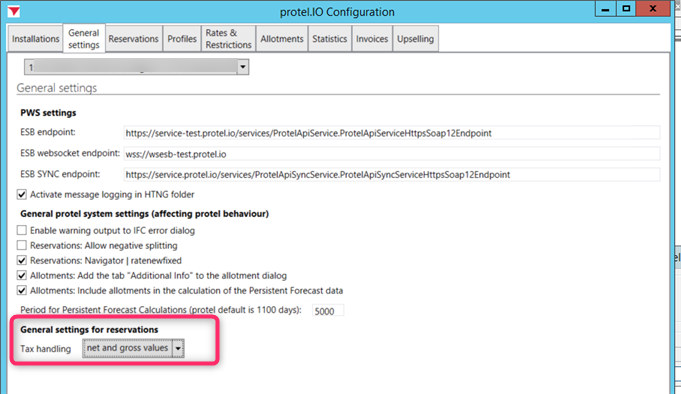 protel.IO Configuration
Installations
General settings
Reservations
Profiles
Rates & Restrictions
Allotments
Statistics
Invoices
Upselling
1
General settings
PWS settings
ESB endpoint: https://service-test.protel.io/services/ProtelApiService.ProtelApiServiceHttpsSoap12Endpoint
ESB websocket endpoint: wss://wsesb-test.protel.io
ESB SYNC endpoint: https://service.protel.io/services/ProtelApiSyncService.ProtelApiSyncServiceHttpsSoap12Endpoint
Activate message logging in HTNG folder
General protel system settings (affecting protel behaviour)
Enable warning output to IFC error dialog
Reservations: Allow negative splitting
Reservations: Navigator | ratenewfixed
Allotments: Add the tab "Additional Info" to the allotment dialog
Allotments: Include allotments in the calculation of the Persistent Forecast data
Period for Persistent Forecast Calculations (protel default is 1100 days): 5000
General settings for reservations
Tax handling net and gross values